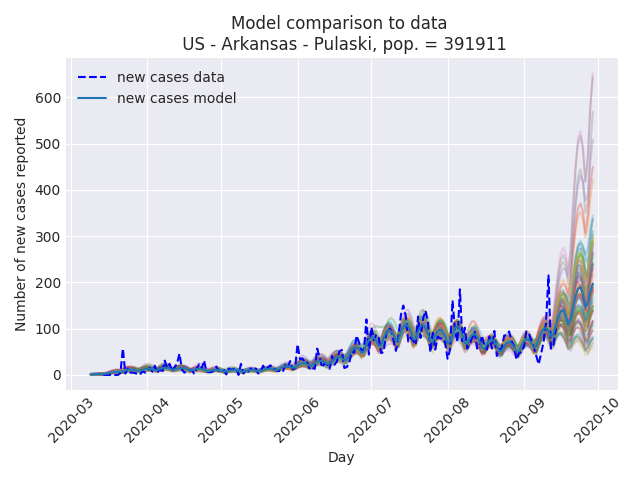 Model comparison to data
US - Arkansas - Pulaski, pop. = 391911
new cases data
new cases model
Number of new cases reported
600
500
400
300
200
100
0
2020-03
2020-04
2020-05
2020-06
2020-07
2020-08
2020-09
2020-10
Day